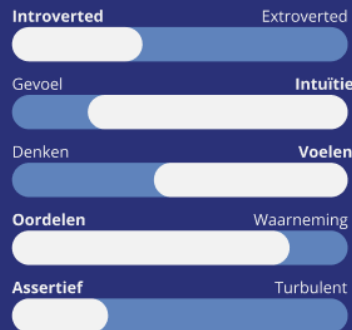 Introverted Extroverted
Gevoel Intuïtie
Denken Voelen
Oordelen Waarneming
Assertief Turbulent